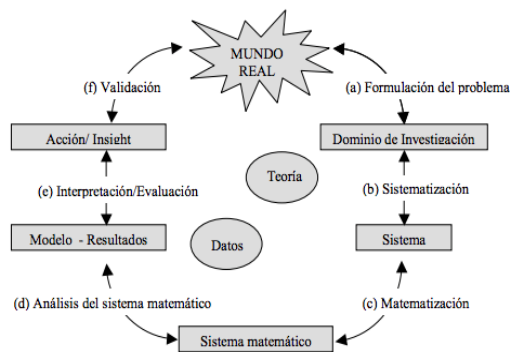 MUNDO
REAL
(f) Validación
(a) Formulación del problema
Acción/ Insight
Dominio de Investigación
Teoría
(e) Interpretación/Evaluación
(b) Sistematización
Modelo - Resultados
Datos
Sistema
(d) Análisis del sistema matemático
(c) Matematización
Sistema matemático